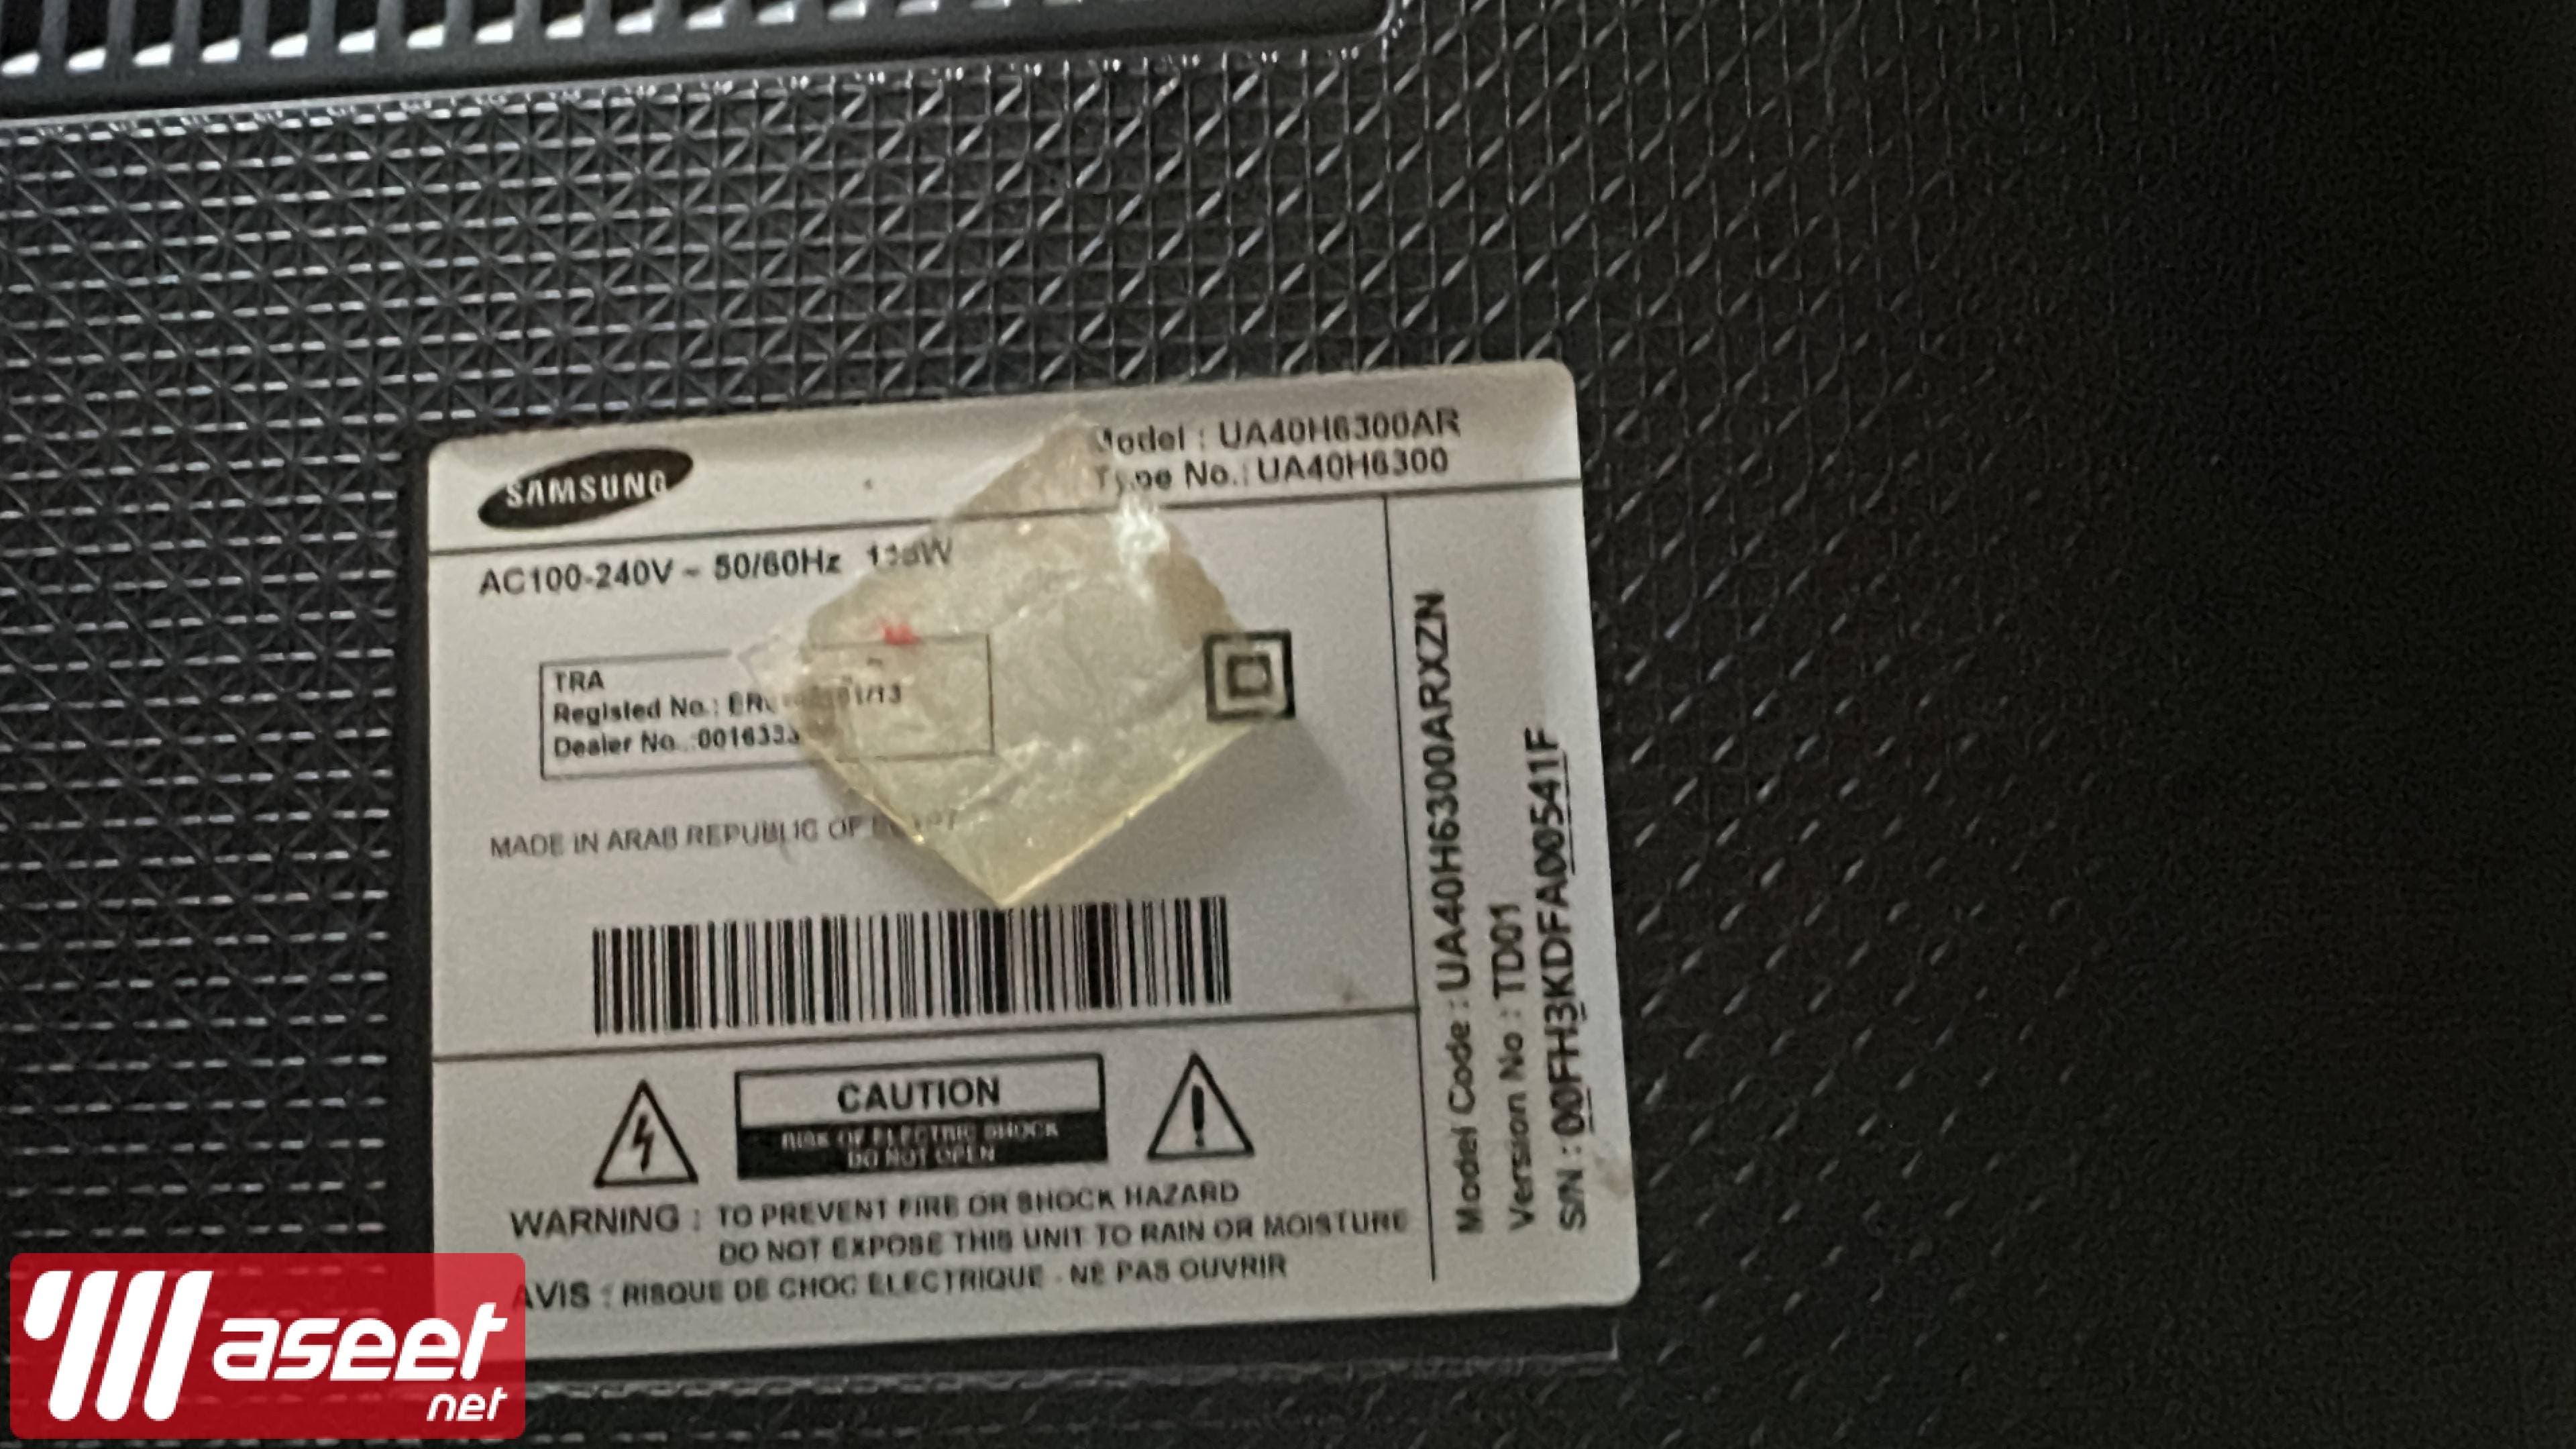 SAMSUNG
Model : UA40H6300AR
Type No. : UA40H6300
AC100-240V ~ 50/60Hz
TRA
Registed No.:
Dealer No.:
MADE IN ARAB REPUBLIC OF EGYPT
CAUTION
RISK OF ELECTRIC SHOCK
DO NOT OPEN
WARNING : TO PREVENT FIRE OR SHOCK HAZARD
DO NOT EXPOSE THIS UNIT TO RAIN OR MOISTURE
AVIS : RISQUE DE CHOC ELECTRIQUE - NE PAS OUVRIR
Model Code : UA40H6300ARXZN
Version No : TD01
S/N : 00FH3KDFA00541F
Waseet
net